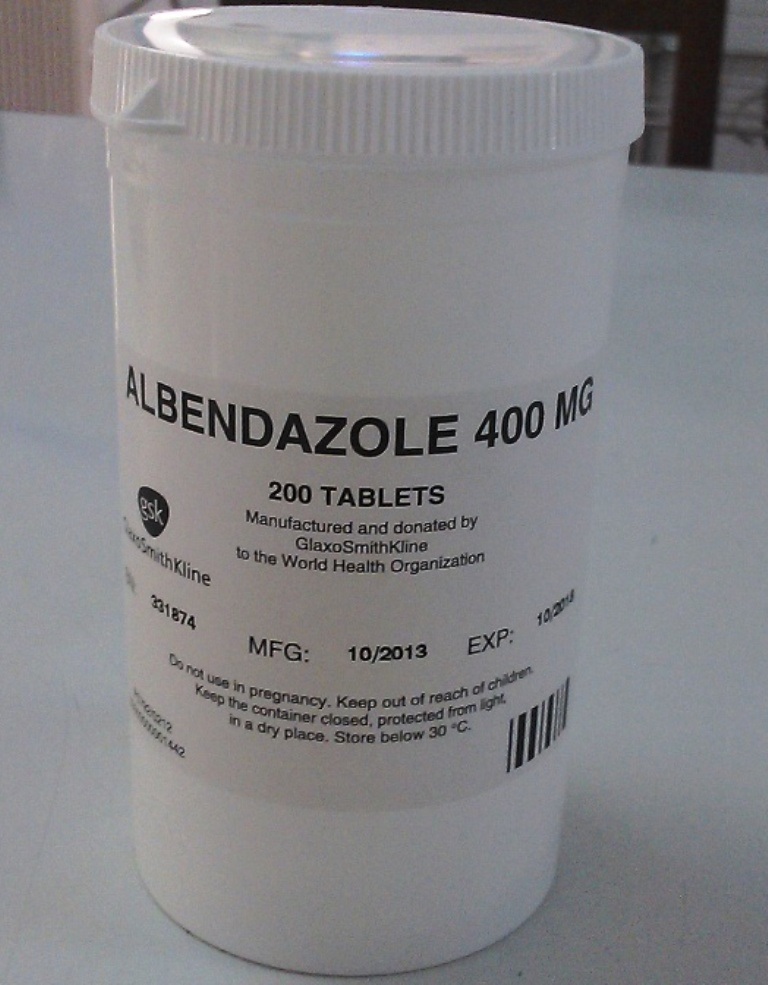 ALBENDAZOLE 400 MG
200 TABLETS
Manufactured and donated by
GlaxoSmithKline
to the World Health Organization
gsk
GlaxoSmithKline
331874
MFG: 10/2013 EXP: 10/2018
Do not use in pregnancy. Keep out of reach of children.
Keep the container closed, protected from light,
in a dry place. Store below 30 °C.